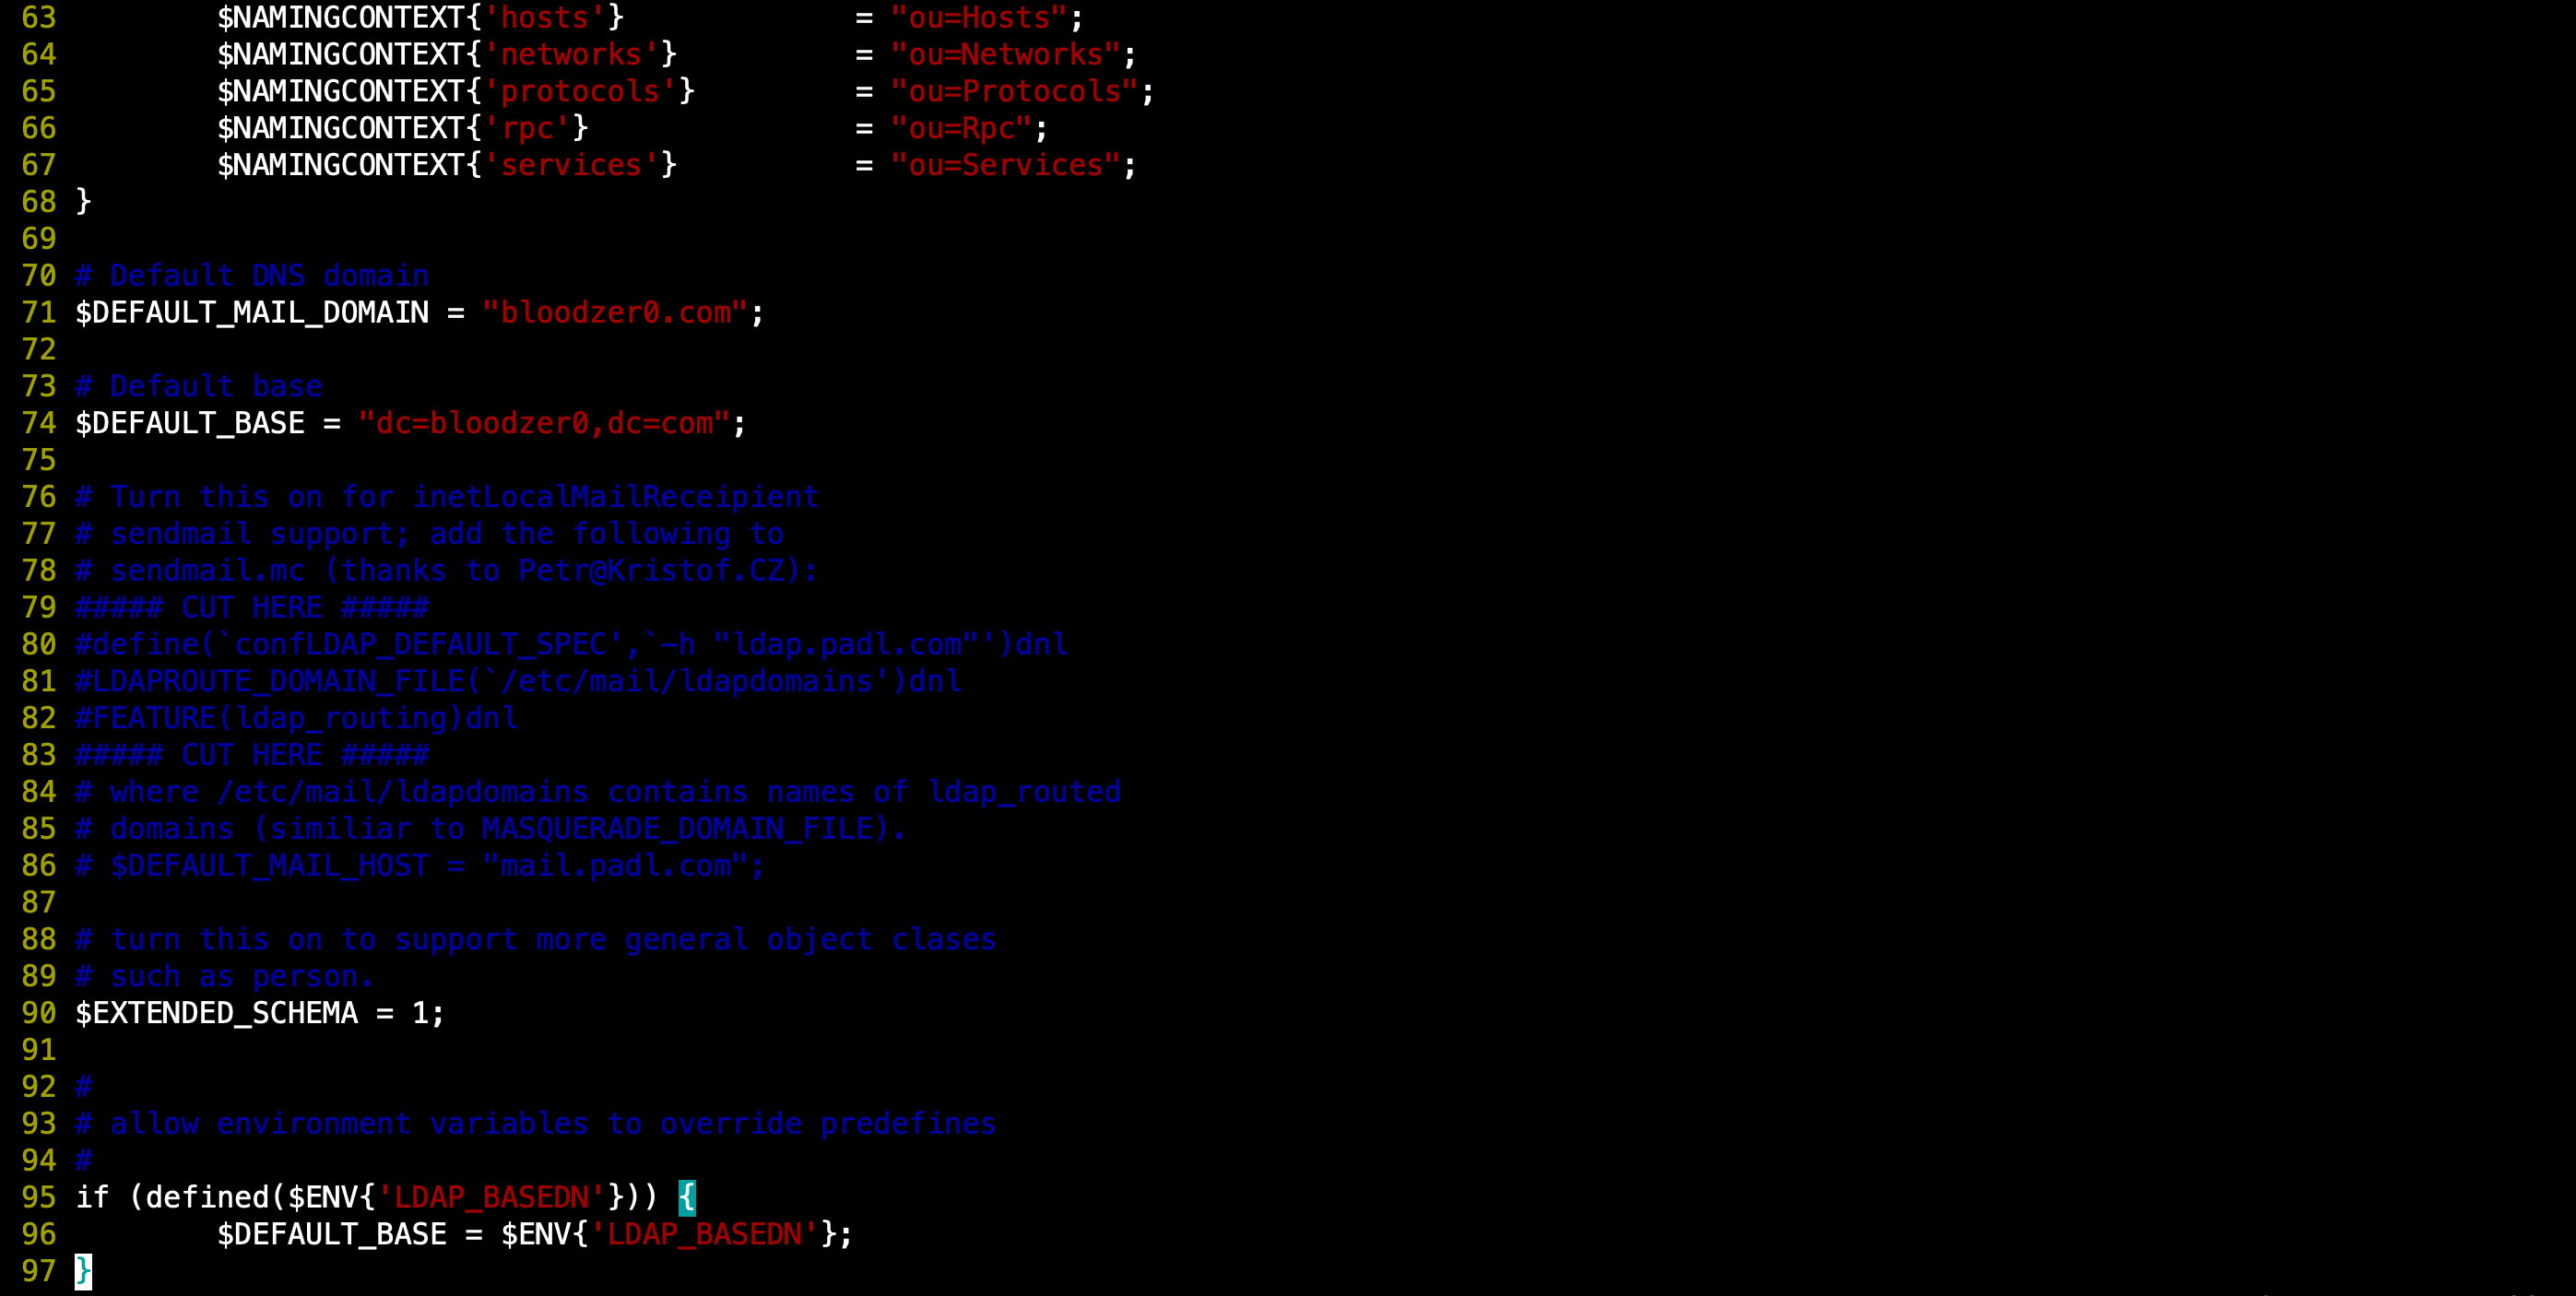 63         $NAMINGCONTEXT{'hosts'}             = "ou=Hosts";
64         $NAMINGCONTEXT{'networks'}          = "ou=Networks";
65         $NAMINGCONTEXT{'protocols'}         = "ou=Protocols";
66         $NAMINGCONTEXT{'rpc'}               = "ou=Rpc";
67         $NAMINGCONTEXT{'services'}          = "ou=Services";
68 }
69
70 # Default DNS domain
71 $DEFAULT_MAIL_DOMAIN = "bloodzer0.com";
72
73 # Default base
74 $DEFAULT_BASE = "dc=bloodzer0,dc=com";
75
76 # Turn this on for inetLocalMailReceipient
77 # sendmail support; add the following to
78 # sendmail.mc (thanks to Petr@Kristof.CZ):
79 ##### CUT HERE #####
80 #define(`confLDAP_DEFAULT_SPEC',`-h "ldap.padl.com"')dnl
81 #LDAPROUTE_DOMAIN_FILE(`/etc/mail/ldapdomains')dnl
82 #FEATURE(ldap_routing)dnl
83 ##### CUT HERE #####
84 # where /etc/mail/ldapdomains contains names of ldap_routed
85 # domains (similiar to MASQUERADE_DOMAIN_FILE).
86 # $DEFAULT_MAIL_HOST = "mail.padl.com";
87
88 # turn this on to support more general object clases
89 # such as person.
90 $EXTENDED_SCHEMA = 1;
91
92 #
93 # allow environment variables to override predefines
94 #
95 if (defined($ENV{'LDAP_BASEDN'})) {
96         $DEFAULT_BASE = $ENV{'LDAP_BASEDN'};
97 }